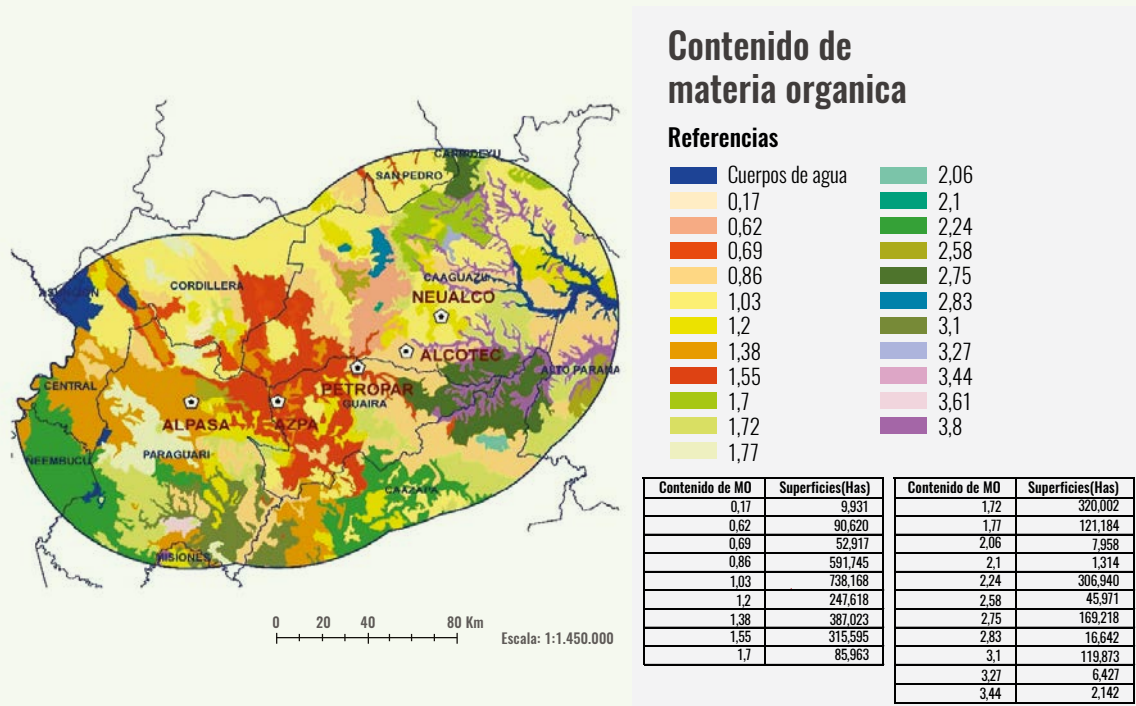 Contenido de
materia organica
Referencias
Cuerpos de agua
0,17
0,62
0,69
0,86
1,03
1,2
1,38
1,55
1,7
1,72
1,77
2,06
2,1
2,24
2,58
2,75
2,83
3,1
3,27
3,44
3,61
3,8
CANINDEYU
SAN PEDRO
ASUNCION
CORDILLERA
CAAGUAZU
NEUALCO
ALCOTEC
ALTO PARANA
CENTRAL
PETROPAR
GUAIRA
ALPASA
AZPA
PARAGUARI
ÑEEMBUCU
CAAZAPA
MISIONES
0 20 40 80 Km
Escala: 1:1.450.000
Contenido de MO Superficies(Has)
0,17 9,931
0,62 90,620
0,69 52,917
0,86 591,745
1,03 738,168
1,2 247,618
1,38 387,023
1,55 315,595
1,7 85,963
Contenido de MO Superficies(Has)
1,72 320,002
1,77 121,184
2,06 7,958
2,1 1,314
2,24 306,940
2,58 45,971
2,75 169,218
2,83 16,642
3,1 119,873
3,27 6,427
3,44 2,142